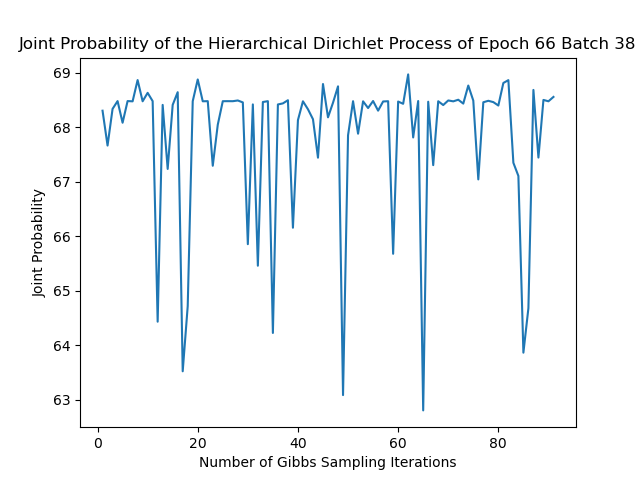 Joint Probability of the Hierarchical Dirichlet Process of Epoch 66 Batch 38
69
68
67
66
65
64
63
Joint Probability
0 20 40 60 80
Number of Gibbs Sampling Iterations